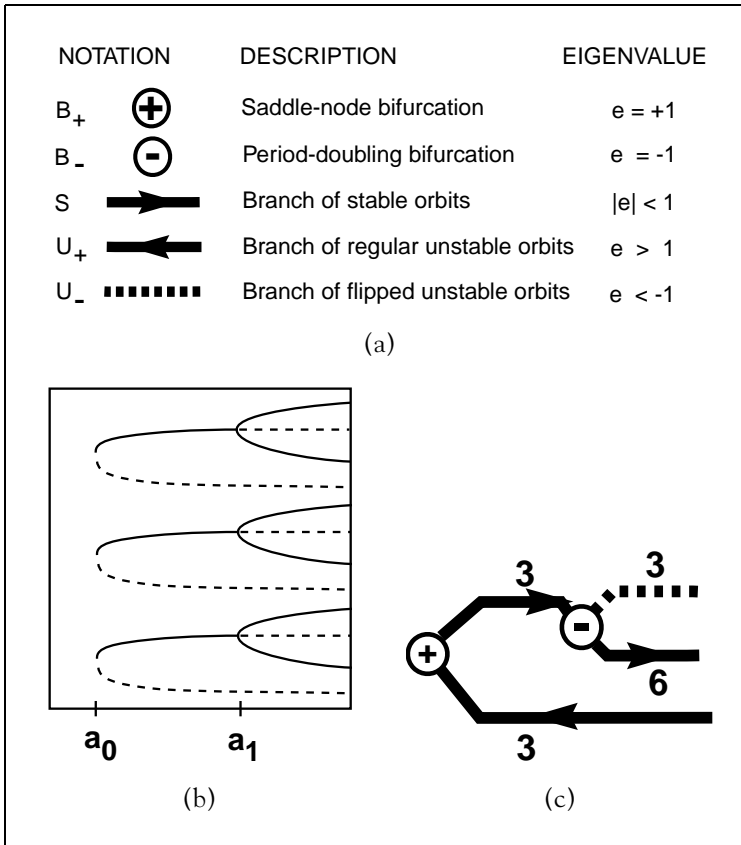 NOTATION DESCRIPTION EIGENVALUE
B+ + Saddle-node bifurcation e = +1
B- - Period-doubling bifurcation e = -1
S Branch of stable orbits |e| < 1
U+ Branch of regular unstable orbits e > 1
U- Branch of flipped unstable orbits e < -1
(a)
a0 a1
(b)
3 3
+ -
6
3
(c)